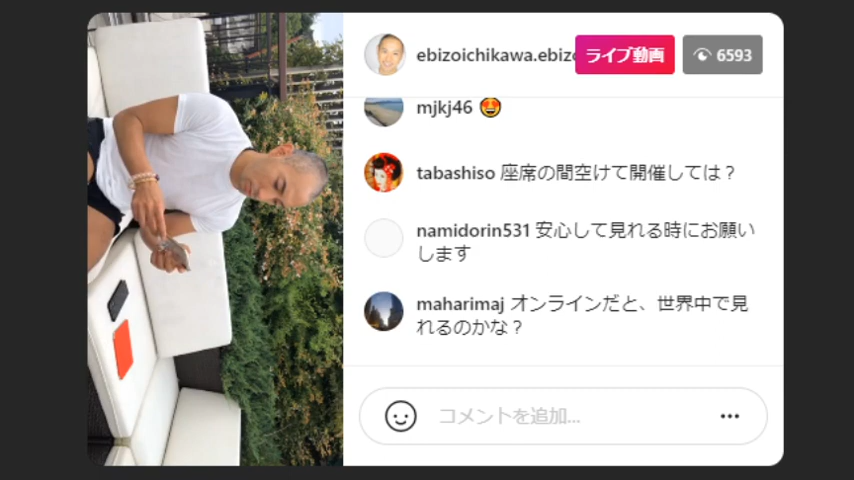 ebizoichikawa.ebizo
ライブ動画
6593
mjkj46 🤩
tabashiso 座席の間空けて開催しては？
namidorin531 安心して見れる時にお願い
します
maharimaj オンラインだと、世界中で見
れるのかな？
コメントを追加...